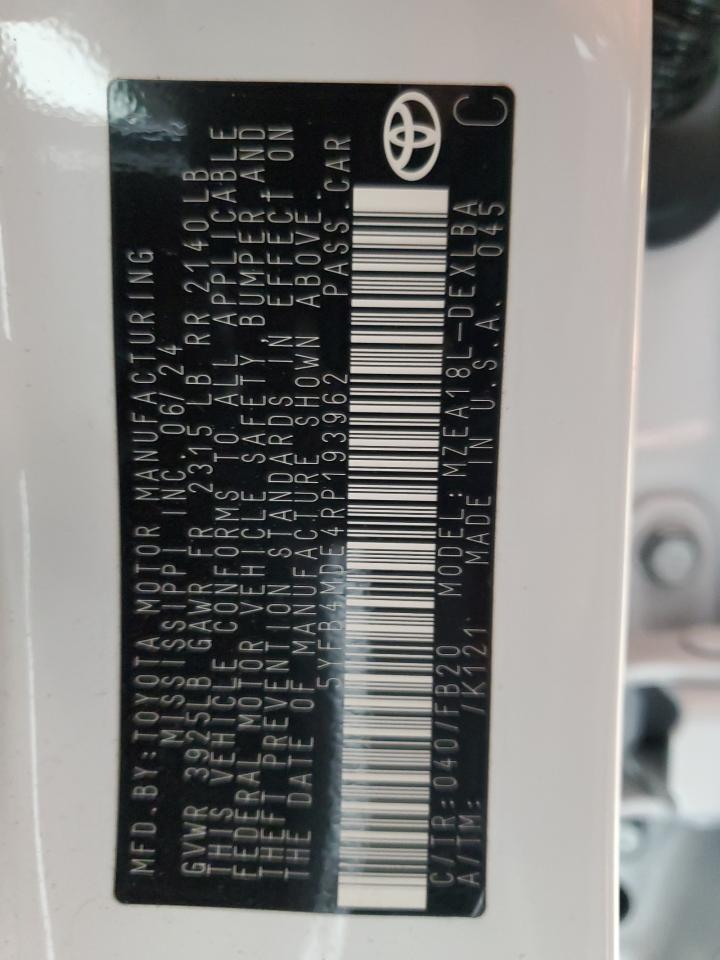 MFD.BY:TOYOTA MOTOR MANUFACTURING
MISSISSIPPI INC. 06/24
GVWR 3925LB GAWR FR 2315 LB RR 2140LB
THIS VEHICLE CONFORMS TO ALL APPLICABLE
FEDERAL MOTOR VEHICLE SAFETY BUMPER AND
THEFT PREVENTION STANDARDS IN EFFECT ON
THE DATE OF MANUFACTURE SHOWN ABOVE.
5YFB4MDE4RP193962 PASS.CAR
C/TR:040/FB20 MODEL:MZEA18L-DEXLBA
A/TM: /K121 MADE IN U.S.A. 045
C